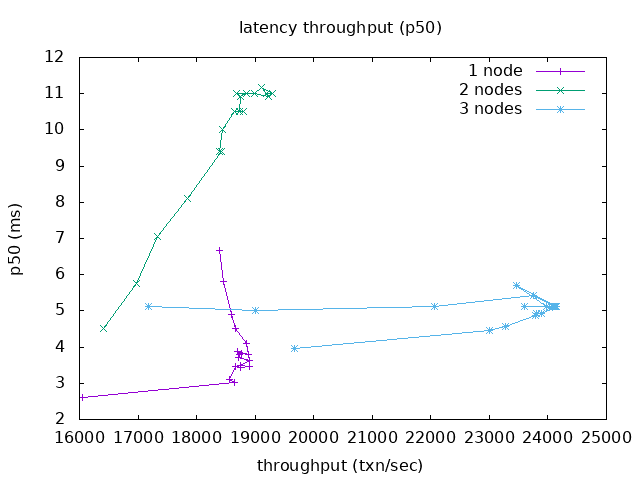 latency throughput (p50)
1 node
2 nodes
3 nodes
12
11
10
9
8
7
6
5
4
3
2
p50 (ms)
16000 17000 18000 19000 20000 21000 22000 23000 24000 25000
throughput (txn/sec)